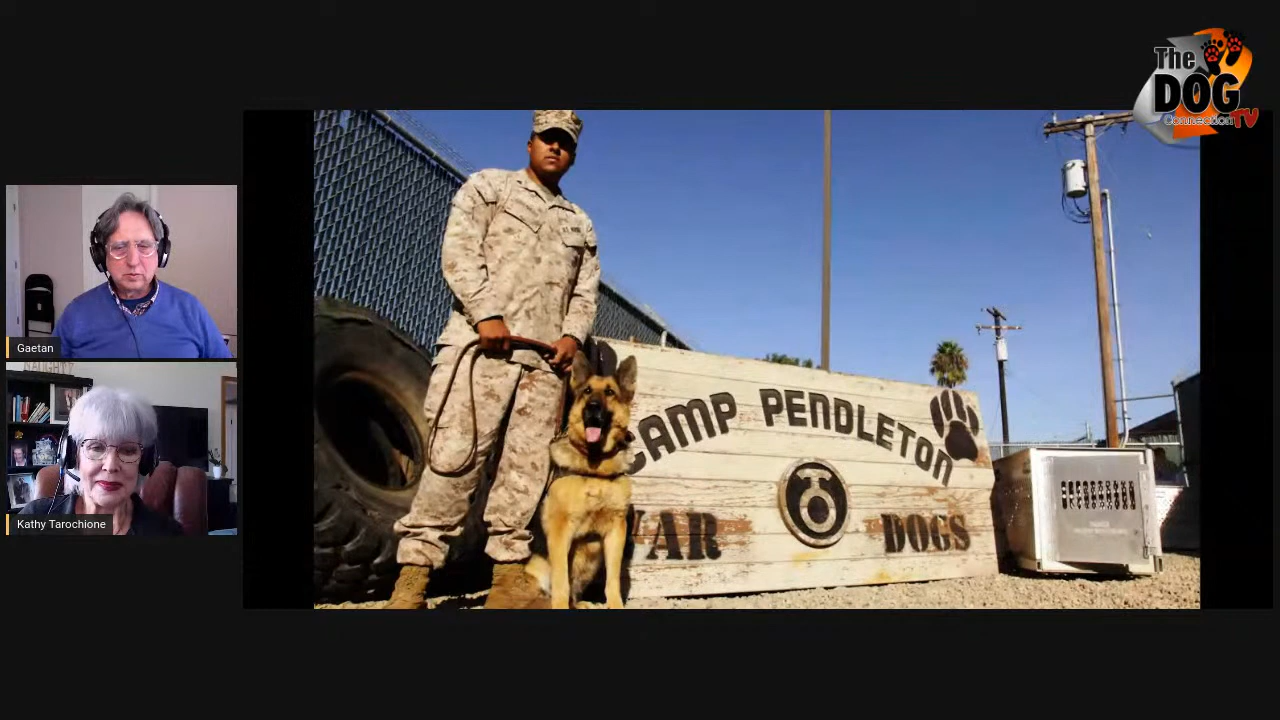 The
DOG
Connection TV
Gaetan
Kathy Tarochione
CAMP PENDLETON
WAR DOGS